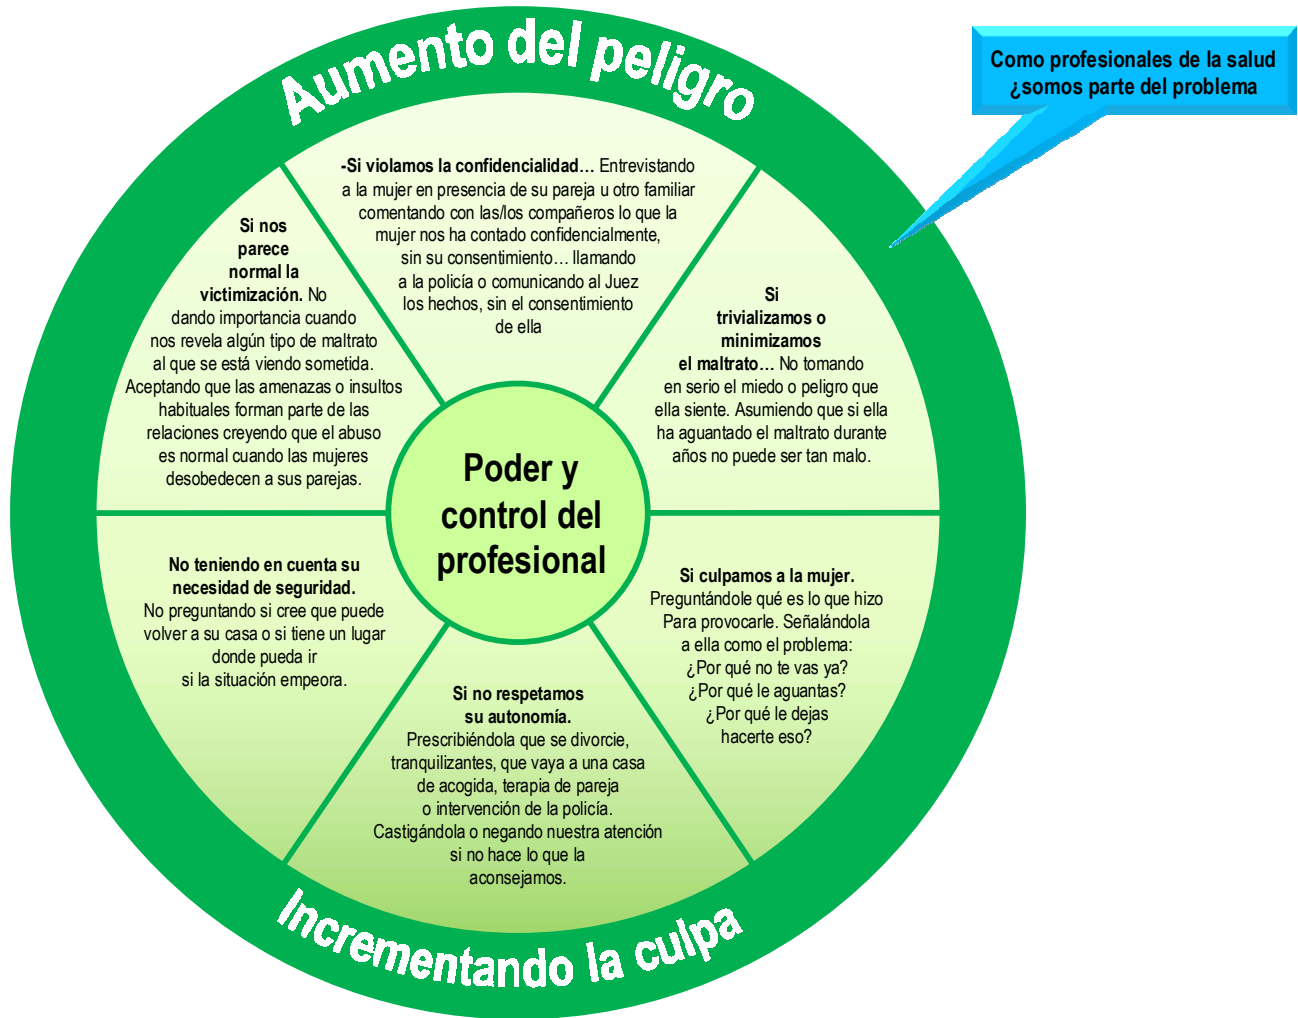 Aumento del peligro
Como profesionales de la salud
¿somos parte del problema
-Si violamos la confidencialidad… Entrevistando
a la mujer en presencia de su pareja u otro familiar
comentando con las/los compañeros lo que la
mujer nos ha contado confidencialmente,
sin su consentimiento… llamando
a la policía o comunicando al Juez
los hechos, sin el consentimiento
de ella
Si
trivializamos o
minimizamos
el maltrato… No tomando
en serio el miedo o peligro que
ella siente. Asumiendo que si ella
ha aguantado el maltrato durante
años no puede ser tan malo.
Si culpamos a la mujer.
Preguntándole qué es lo que hizo
Para provocarle. Señalándola
a ella como el problema:
¿Por qué no te vas ya?
¿Por qué le aguantas?
¿Por qué le dejas
hacerte eso?
Si no respetamos
su autonomía.
Prescribiéndola que se divorcie,
tranquilizantes, que vaya a una casa
de acogida, terapia de pareja
o intervención de la policía.
Castigándola o negando nuestra atención
si no hace lo que la
aconsejamos.
No teniendo en cuenta su
necesidad de seguridad.
No preguntando si cree que puede
volver a su casa o si tiene un lugar
donde pueda ir
si la situación empeora.
Si nos
parece
normal la
victimización. No
dando importancia cuando
nos revela algún tipo de maltrato
al que se está viendo sometida.
Aceptando que las amenazas o insultos
habituales forman parte de las
relaciones creyendo que el abuso
es normal cuando las mujeres
desobedecen a sus parejas.
Poder y
control del
profesional
Incrementando la culpa